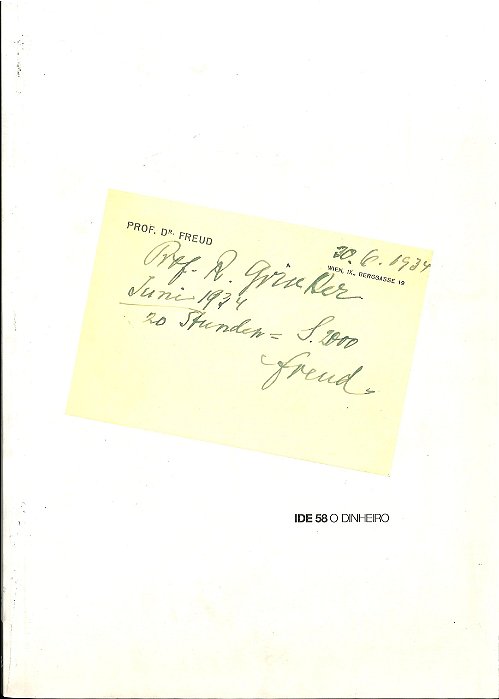 PROF. DR. FREUD
30. 6. 1934
WIEN, IX., BERGGASSE 19
Prof. R. Grinker
Juni 1934
20 Stunden = S. 2000
Freud
IDE 58 O DINHEIRO